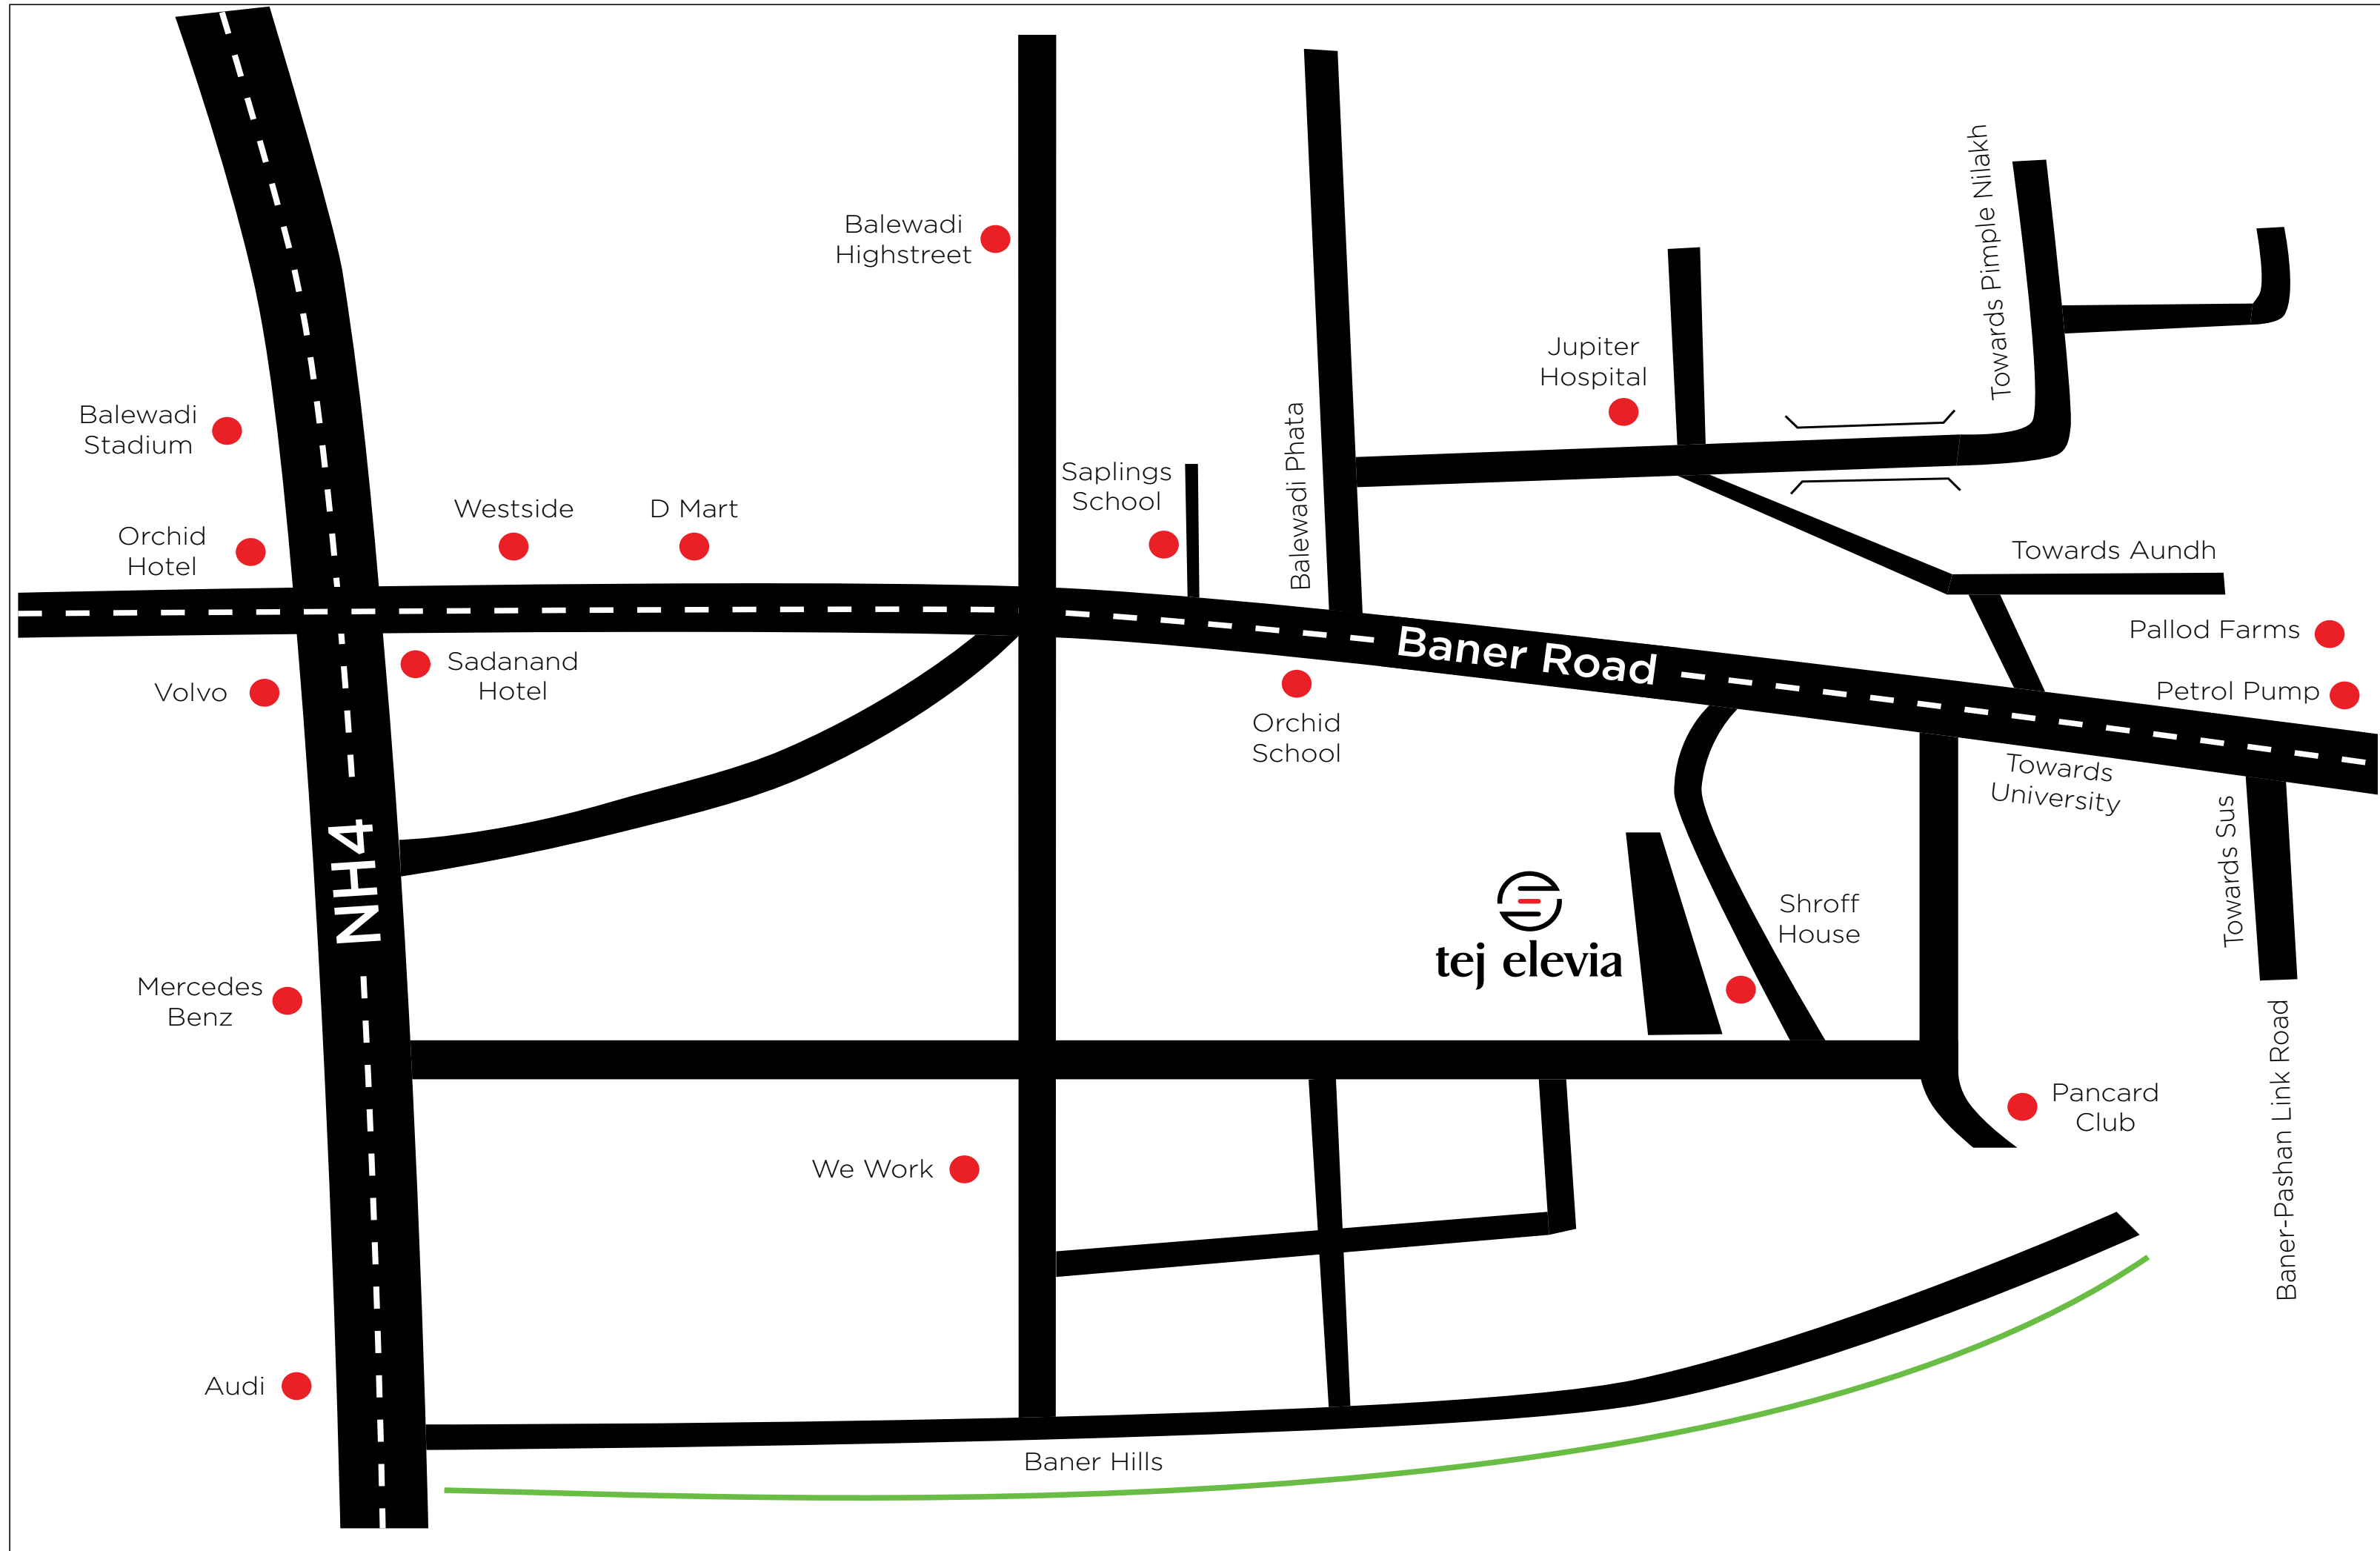 Towards Pimple Nilakh
Balewadi
Highstreet
Jupiter
Hospital
Balewadi
Stadium
Balewadi Phata
Saplings
School
Westside
D Mart
Orchid
Hotel
Towards Aundh
Pallod Farms
Baner Road
Sadanand
Hotel
Volvo
Petrol Pump
Orchid
School
Towards
University
Towards Sus
NH4
tej elevia
Shroff
House
Mercedes
Benz
Baner-Pashan Link Road
Pancard
Club
We Work
Audi
Baner Hills